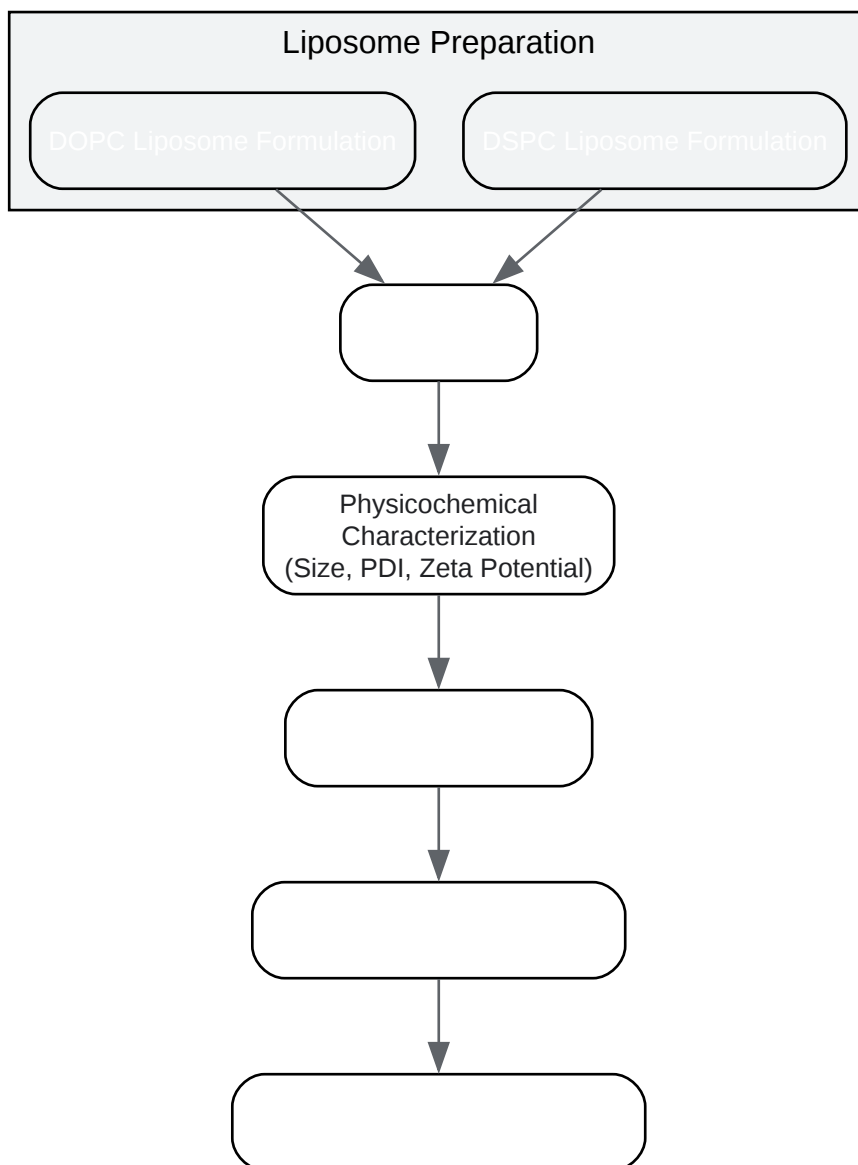 Liposome Preparation
DOPC Liposome Formulation
DSPC Liposome Formulation
Physicochemical
Characterization
(Size, PDI, Zeta Potential)